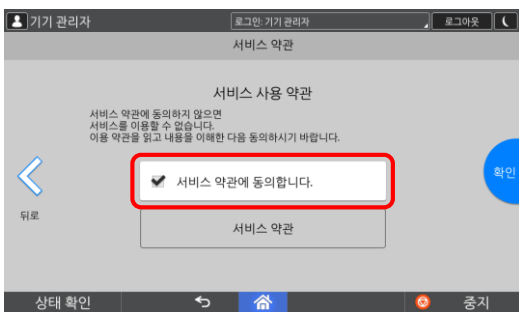 기기 관리자
로그인: 기기 관리자
로그아웃
서비스 약관
서비스 사용 약관
서비스 약관에 동의하지 않으면
서비스를 이용할 수 없습니다.
이용 약관을 읽고 내용을 이해한 다음 동의하시기 바랍니다.
서비스 약관에 동의합니다.
확인
뒤로
서비스 약관
상태 확인
중지